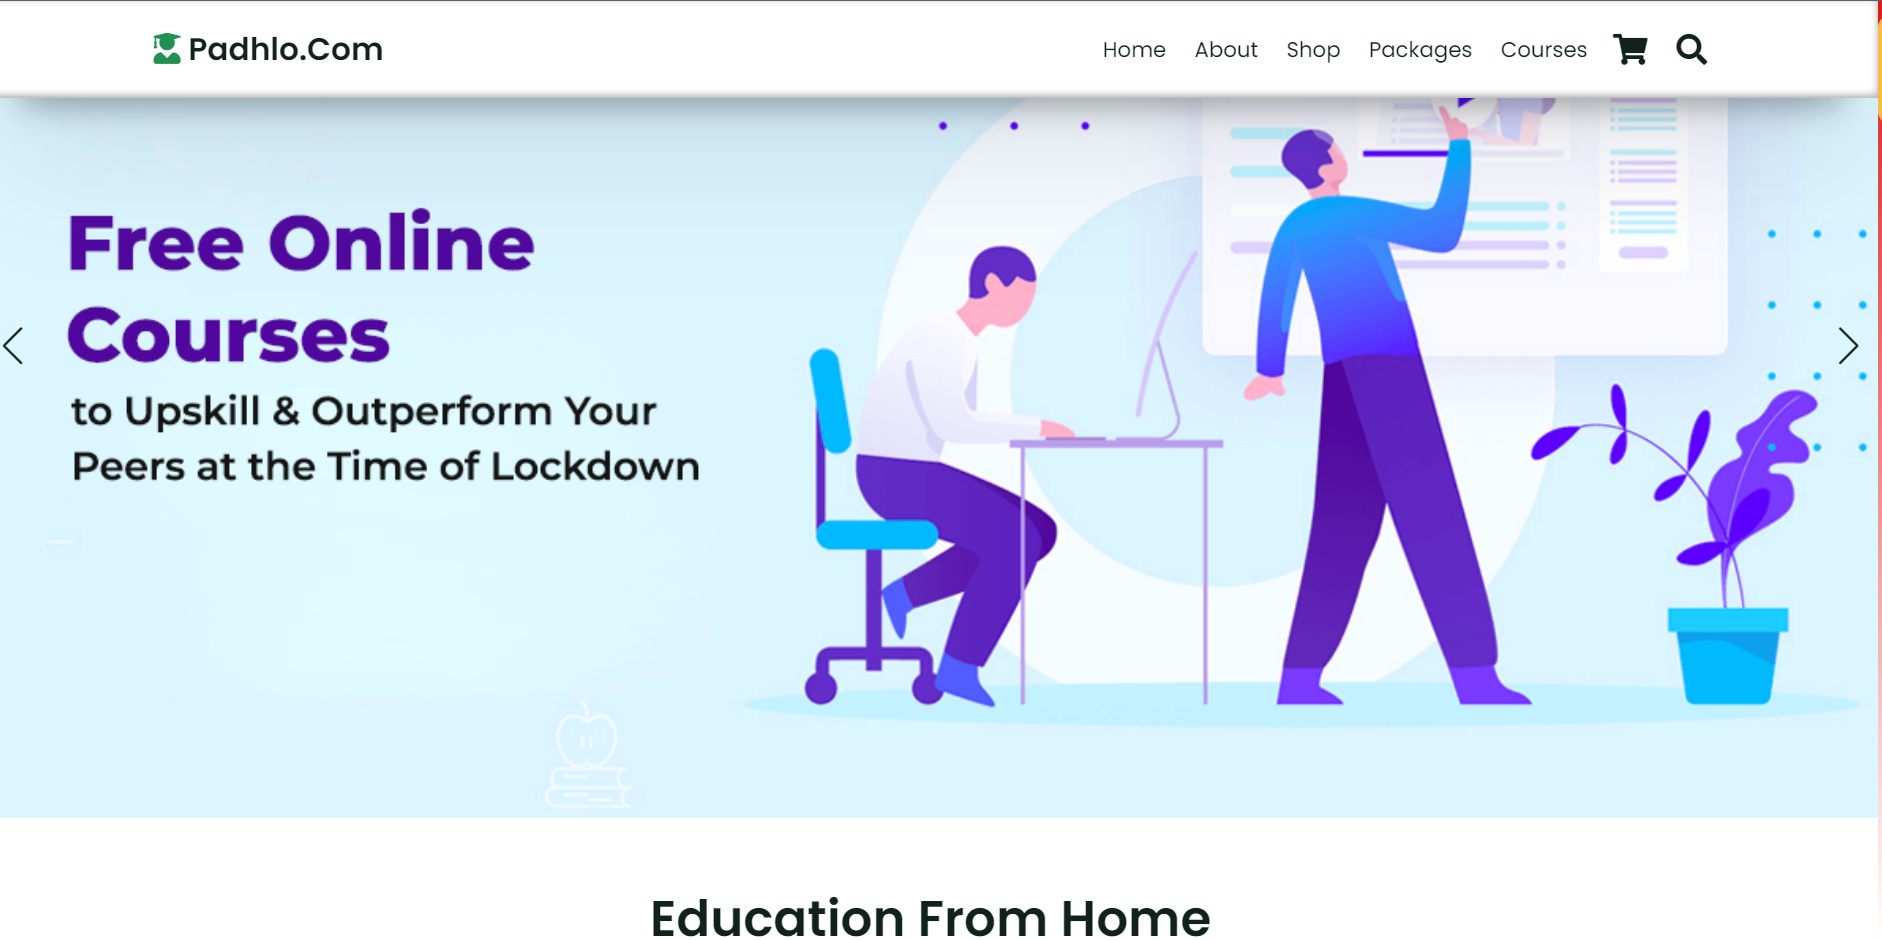 Padhlo.Com
Home About Shop Packages Courses
Free Online
Courses
to Upskill & Outperform Your
Peers at the Time of Lockdown
Education From Home